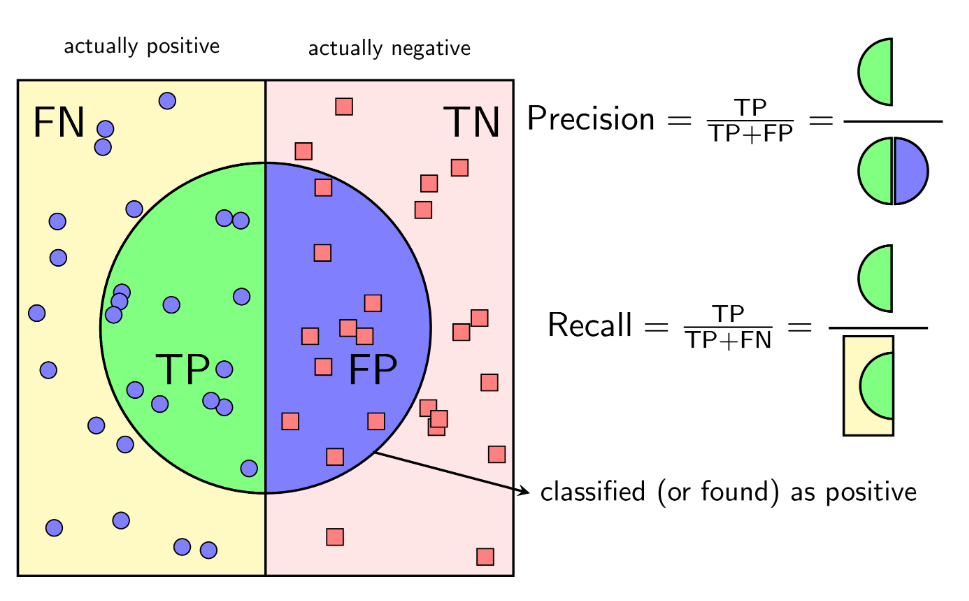 actually positive
actually negative
FN
TN
TP
FP
Precision = TP/TP+FP =
Recall = TP/TP+FN =
classified (or found) as positive